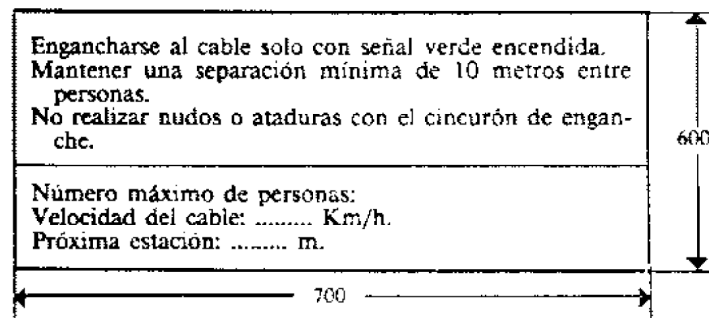 Engancharse al cable solo con señal verde encendida.
Mantener una separación mínima de 10 metros entre
personas.
No realizar nudos o ataduras con el cincurón de engan-
che.
600
Número máximo de personas:
Velocidad del cable: ......... Km/h.
Próxima estación: ......... m.
700